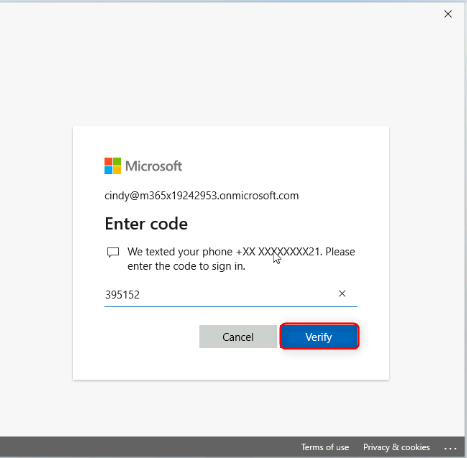 Microsoft
cindy@m365x19242953.onmicrosoft.com
Enter code
We texted your phone +XX XXXXXXXX21. Please
enter the code to sign in.
395152
Cancel
Verify
Terms of use
Privacy & cookies
...